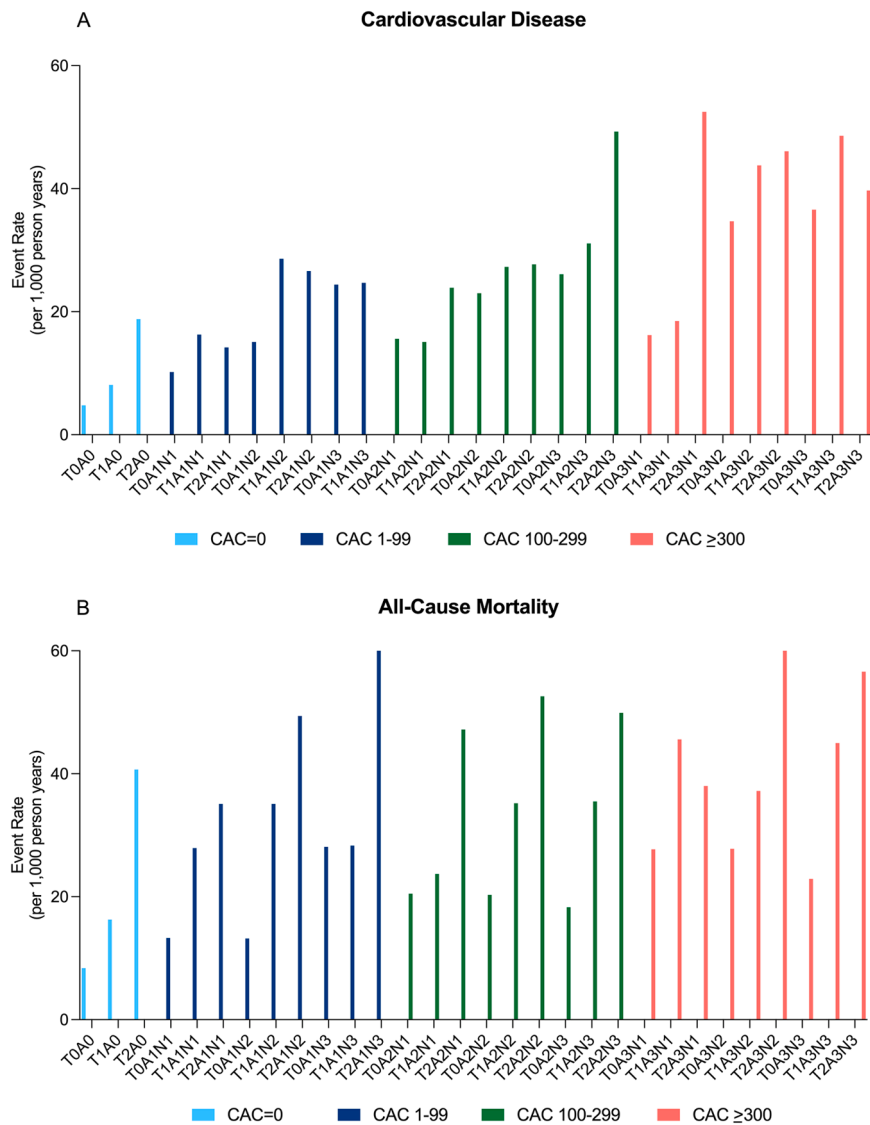 A
Cardiovascular Disease
Event Rate
(per 1,000 person years)
60
40
20
0
T0A0
T1A0
T2A0
T0A1N1
T1A1N1
T2A1N1
T0A1N2
T1A1N2
T2A1N2
T0A1N3
T1A1N3
T0A2N1
T1A2N1
T2A2N1
T0A2N2
T1A2N2
T2A2N2
T0A2N3
T1A2N3
T2A2N3
T0A3N1
T1A3N1
T2A3N1
T0A3N2
T1A3N2
T2A3N2
T0A3N3
T1A3N3
T2A3N3
CAC=0 CAC 1-99 CAC 100-299 CAC ≥300
B
All-Cause Mortality
Event Rate
(per 1,000 person years)
60
40
20
0
T0A0
T1A0
T2A0
T0A1N1
T1A1N1
T2A1N1
T0A1N2
T1A1N2
T2A1N2
T0A1N3
T1A1N3
T2A1N3
T0A2N1
T1A2N1
T2A2N1
T0A2N2
T1A2N2
T2A2N2
T0A2N3
T1A2N3
T2A2N3
T0A3N1
T1A3N1
T2A3N1
T0A3N2
T1A3N2
T2A3N2
T0A3N3
T1A3N3
T2A3N3
CAC=0 CAC 1-99 CAC 100-299 CAC ≥300